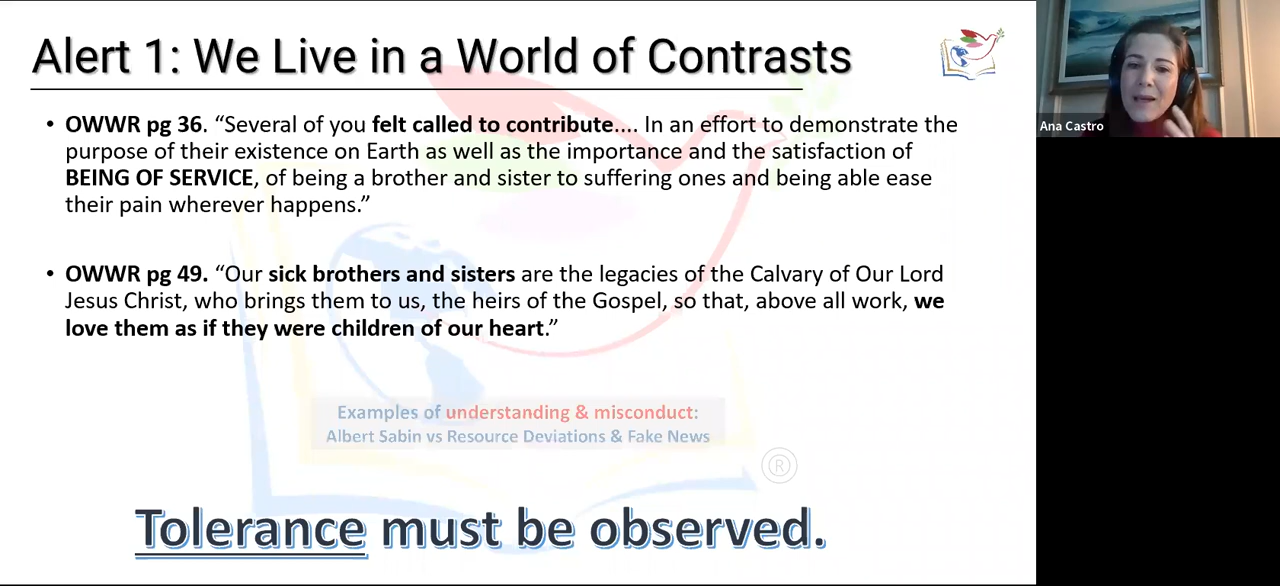 Alert 1: We Live in a World of Contrasts
• OWWR pg 36. “Several of you felt called to contribute.... In an effort to demonstrate the
purpose of their existence on Earth as well as the importance and the satisfaction of
BEING OF SERVICE, of being a brother and sister to suffering ones and being able ease
their pain wherever happens.”
• OWWR pg 49. “Our sick brothers and sisters are the legacies of the Calvary of Our Lord
Jesus Christ, who brings them to us, the heirs of the Gospel, so that, above all work, we
love them as if they were children of our heart.”
Examples of understanding & misconduct:
Albert Sabin vs Resource Deviations & Fake News
®
Tolerance must be observed.
Ana Castro